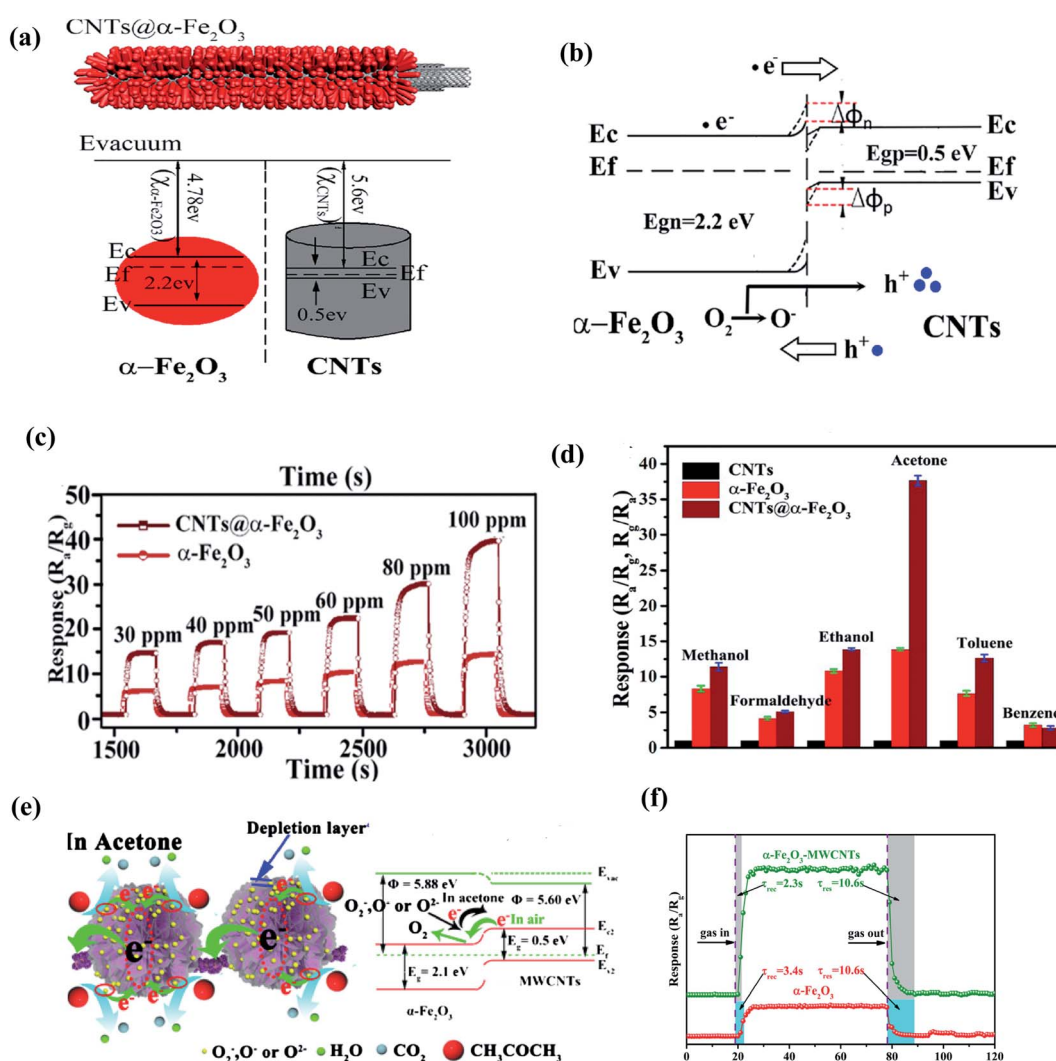 (a)
CNTs@α-Fe2O3
Evacuum
4.78ev
(χα-Fe2O3)
5.6ev
(χCNTs)
Ec
Ef
2.2ev
Ev
Ec
Ef
Ev
0.5ev
α−Fe2O3
CNTs
(b)
•e-
ΔΦn
•e-
Ec
Ec
Egp=0.5 eV
Ef
Ef
Ev
ΔΦp
Egn=2.2 eV
Ev
h+
α−Fe2O3
O2→O-
CNTs
h+
(c)
Time (s)
50
40
30
20
10
0
Response (Ra/Rg)
CNTs@α-Fe2O3
α-Fe2O3
30 ppm
40 ppm
50 ppm
60 ppm
80 ppm
100 ppm
1500
2000
2500
3000
Time (s)
(d)
40
35
30
25
20
15
10
5
0
Response (Ra/Rg, Rg/Ra)
CNTs
α-Fe2O3
CNTs@α-Fe2O3
Methanol
Formaldehyde
Ethanol
Acetone
Toluene
Benzene
(e)
In Acetone
Depletion layer
e-
e-
e-
e-
e-
e-
Φ = 5.88 eV
Evac
In acetone
Φ = 5.60 eV
O2-,O- or O2-
e-
e-
In air
O2
Ec2
Eg = 0.5 eV
Ef
Ev2
Eg = 2.1 eV
MWCNTs
α-Fe2O3
O2-,O- or O2-
H2O
CO2
CH3COCH3
(f)
Response (Ra/Rg)
α-Fe2O3-MWCNTs
τrec=2.3s
τres=10.6s
gas in
gas out
τrec=3.4s
τres=10.6s
α-Fe2O3
0
20
40
60
80
100
120